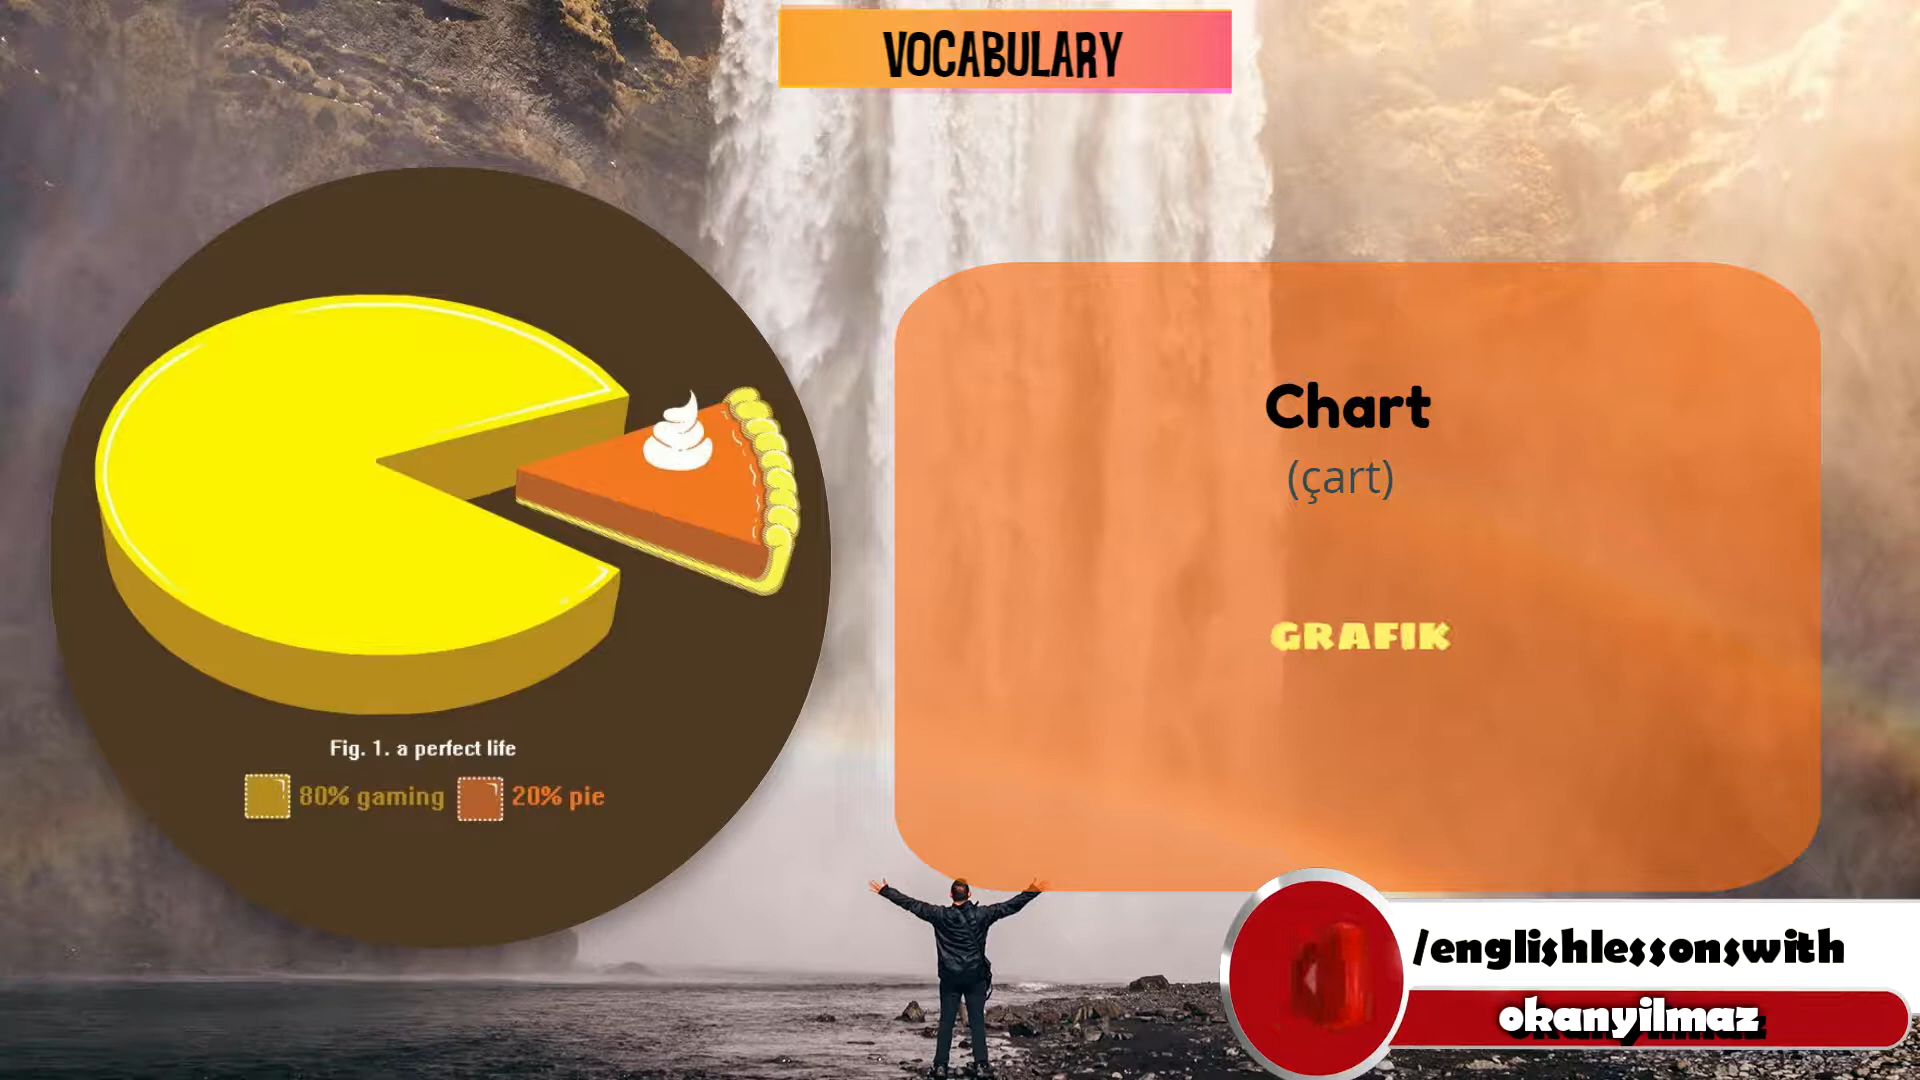 VOCABULARY
Chart
(çart)
GRAFIK
Fig. 1. a perfect life
80% gaming 20% pie
/englishlessonswith
okanyilmaz